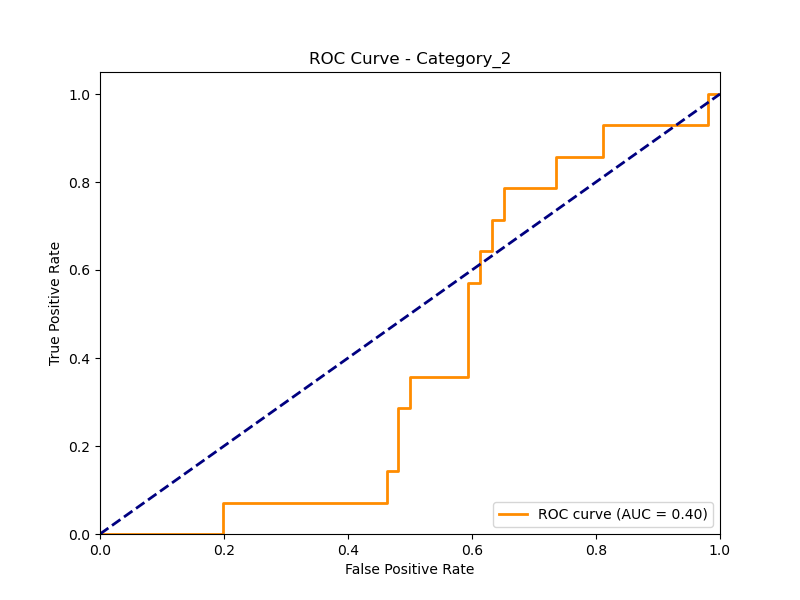 ROC Curve - Category_2
True Positive Rate
1.0
0.8
0.6
0.4
0.2
0.0
ROC curve (AUC = 0.40)
0.0 0.2 0.4 0.6 0.8 1.0
False Positive Rate